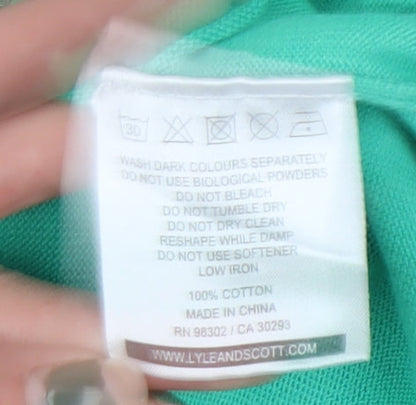 30
WASH DARK COLOURS SEPARATELY
DO NOT USE BIOLOGICAL POWDERS
DO NOT BLEACH
DO NOT TUMBLE DRY
DO NOT DRY CLEAN
RESHAPE WHILE DAMP
DO NOT USE SOFTENER
LOW IRON
100% COTTON
MADE IN CHINA
RN 98302 / CA 30293
WWW.LYLEANDSCOTT.COM